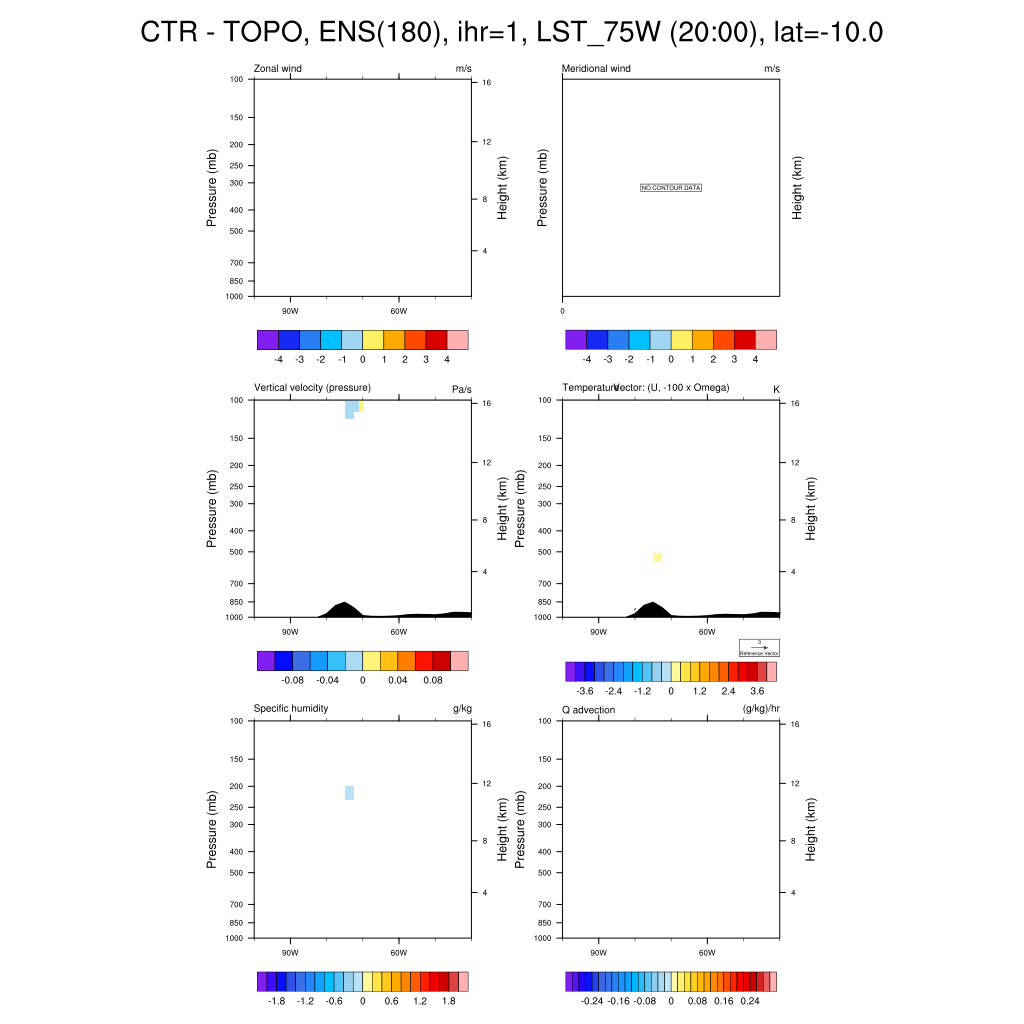 CTR - TOPO, ENS(180), ihr=1, LST_75W (20:00), lat=-10.0
Zonal wind m/s
100
150
200
250
300
400
500
700
850
1000
Pressure (mb)
16
12
8
4
Height (km)
90W 60W
-4 -3 -2 -1 0 1 2 3 4
Meridional wind m/s
Pressure (mb)
NO CONTOUR DATA
Height (km)
0
-4 -3 -2 -1 0 1 2 3 4
Vertical velocity (pressure) Pa/s
100
150
200
250
300
400
500
700
850
1000
Pressure (mb)
16
12
8
4
Height (km)
90W 60W
-0.08 -0.04 0 0.04 0.08
Temperature Vector: (U, -100 x Omega) K
100
150
200
250
300
400
500
700
850
1000
Pressure (mb)
16
12
8
4
Height (km)
90W 60W
3
Reference Vector
-3.6 -2.4 -1.2 0 1.2 2.4 3.6
Specific humidity g/kg
100
150
200
250
300
400
500
700
850
1000
Pressure (mb)
16
12
8
4
Height (km)
90W 60W
-1.8 -1.2 -0.6 0 0.6 1.2 1.8
Q advection (g/kg)/hr
100
150
200
250
300
400
500
700
850
1000
Pressure (mb)
16
12
8
4
Height (km)
90W 60W
-0.24 -0.16 -0.08 0 0.08 0.16 0.24